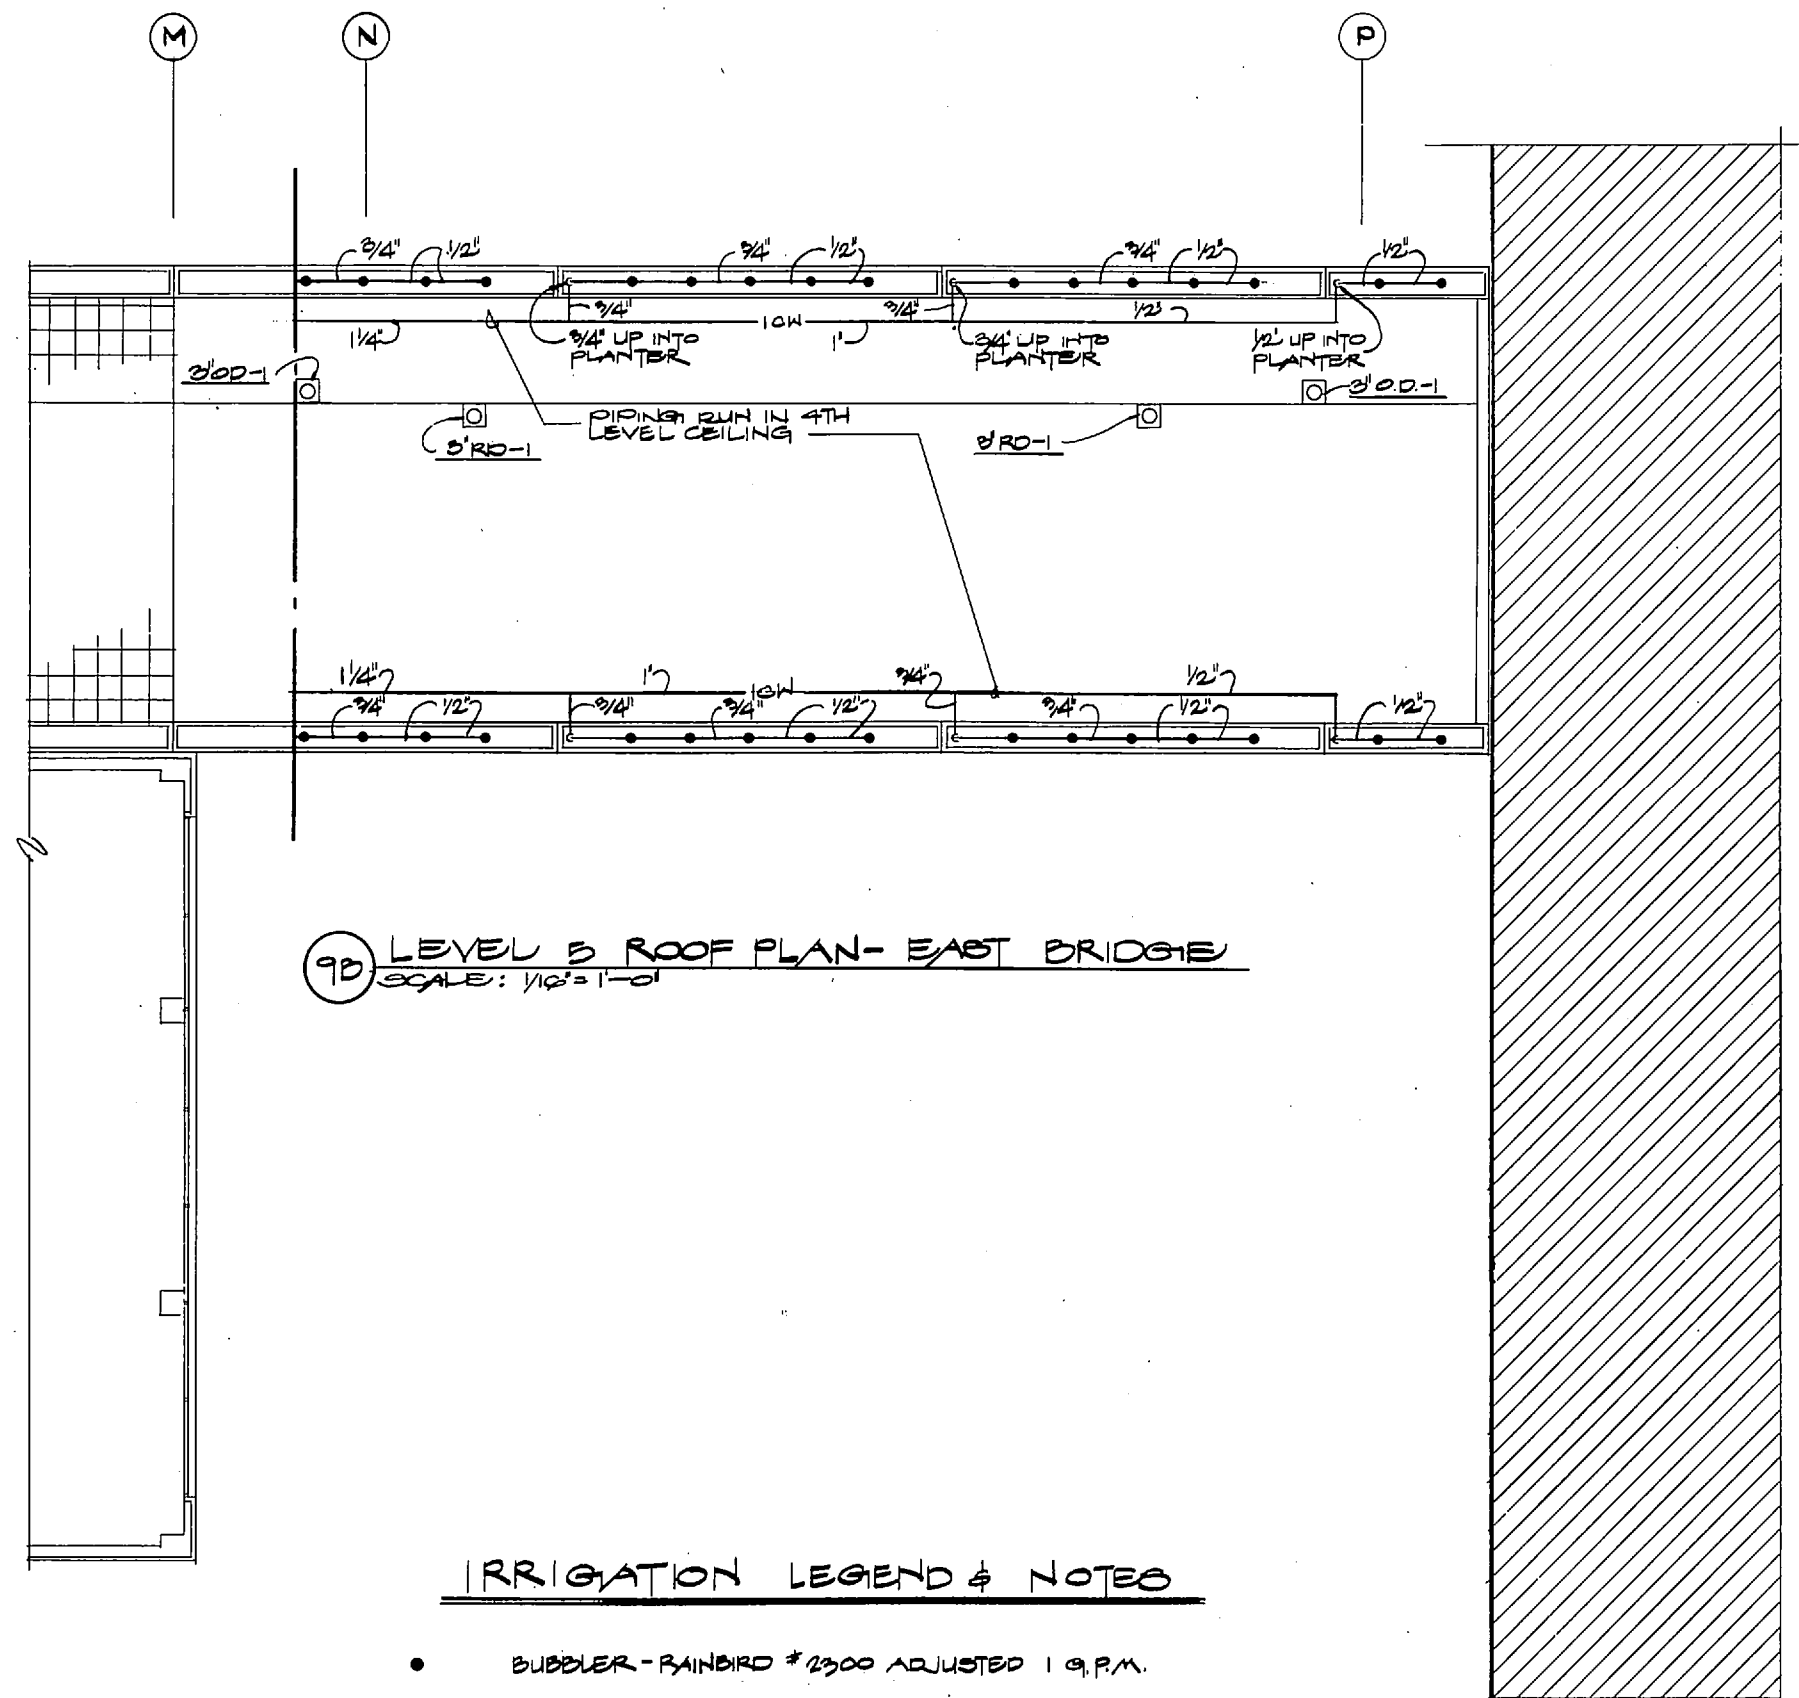 M
N
P
3/4"
1/2"
3/4"
1/2"
3/4"
1/2"
1/2"
3/4"
3/4"
1/2"
1 1/4"
ICW
1"
3/4" UP INTO
PLANTER
3/4" UP INTO
PLANTER
1/2" UP INTO
PLANTER
3"OD-1
3"O.D.-1
PIPING RUN IN 4TH
LEVEL CEILING
3"RD-1
3"RD-1
1 1/4"
1"
ICW
3/4"
1/2"
3/4"
1/2"
3/4"
3/4"
1/2"
3/4"
1/2"
1/2"
9B
LEVEL 5 ROOF PLAN- EAST BRIDGE
SCALE: 1/16"=1'-0"
IRRIGATION LEGEND & NOTES
BUBBLER-RAINBIRD #2300 ADJUSTED 1 G.P.M.